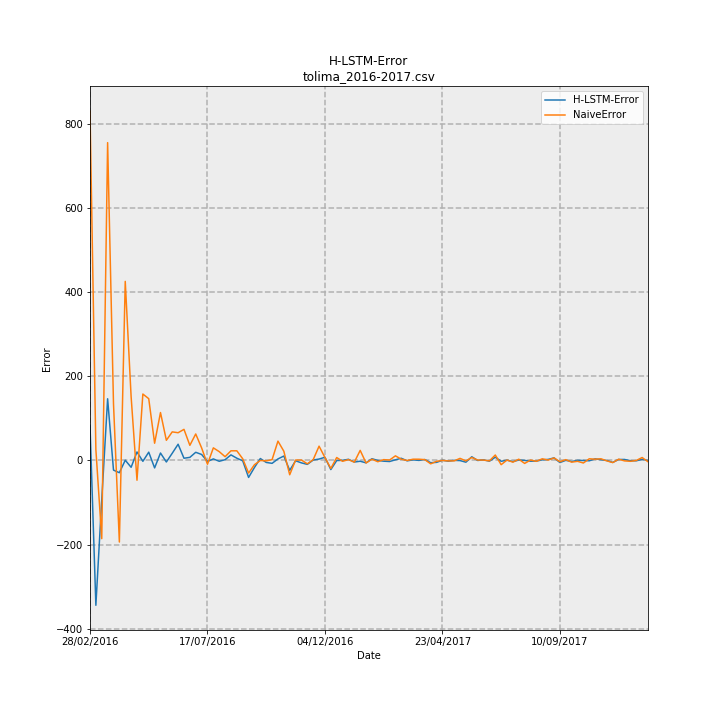 H-LSTM-Error
tolima_2016-2017.csv
H-LSTM-Error
NaiveError
800
600
400
200
0
−200
−400
Error
28/02/2016 17/07/2016 04/12/2016 23/04/2017 10/09/2017
Date